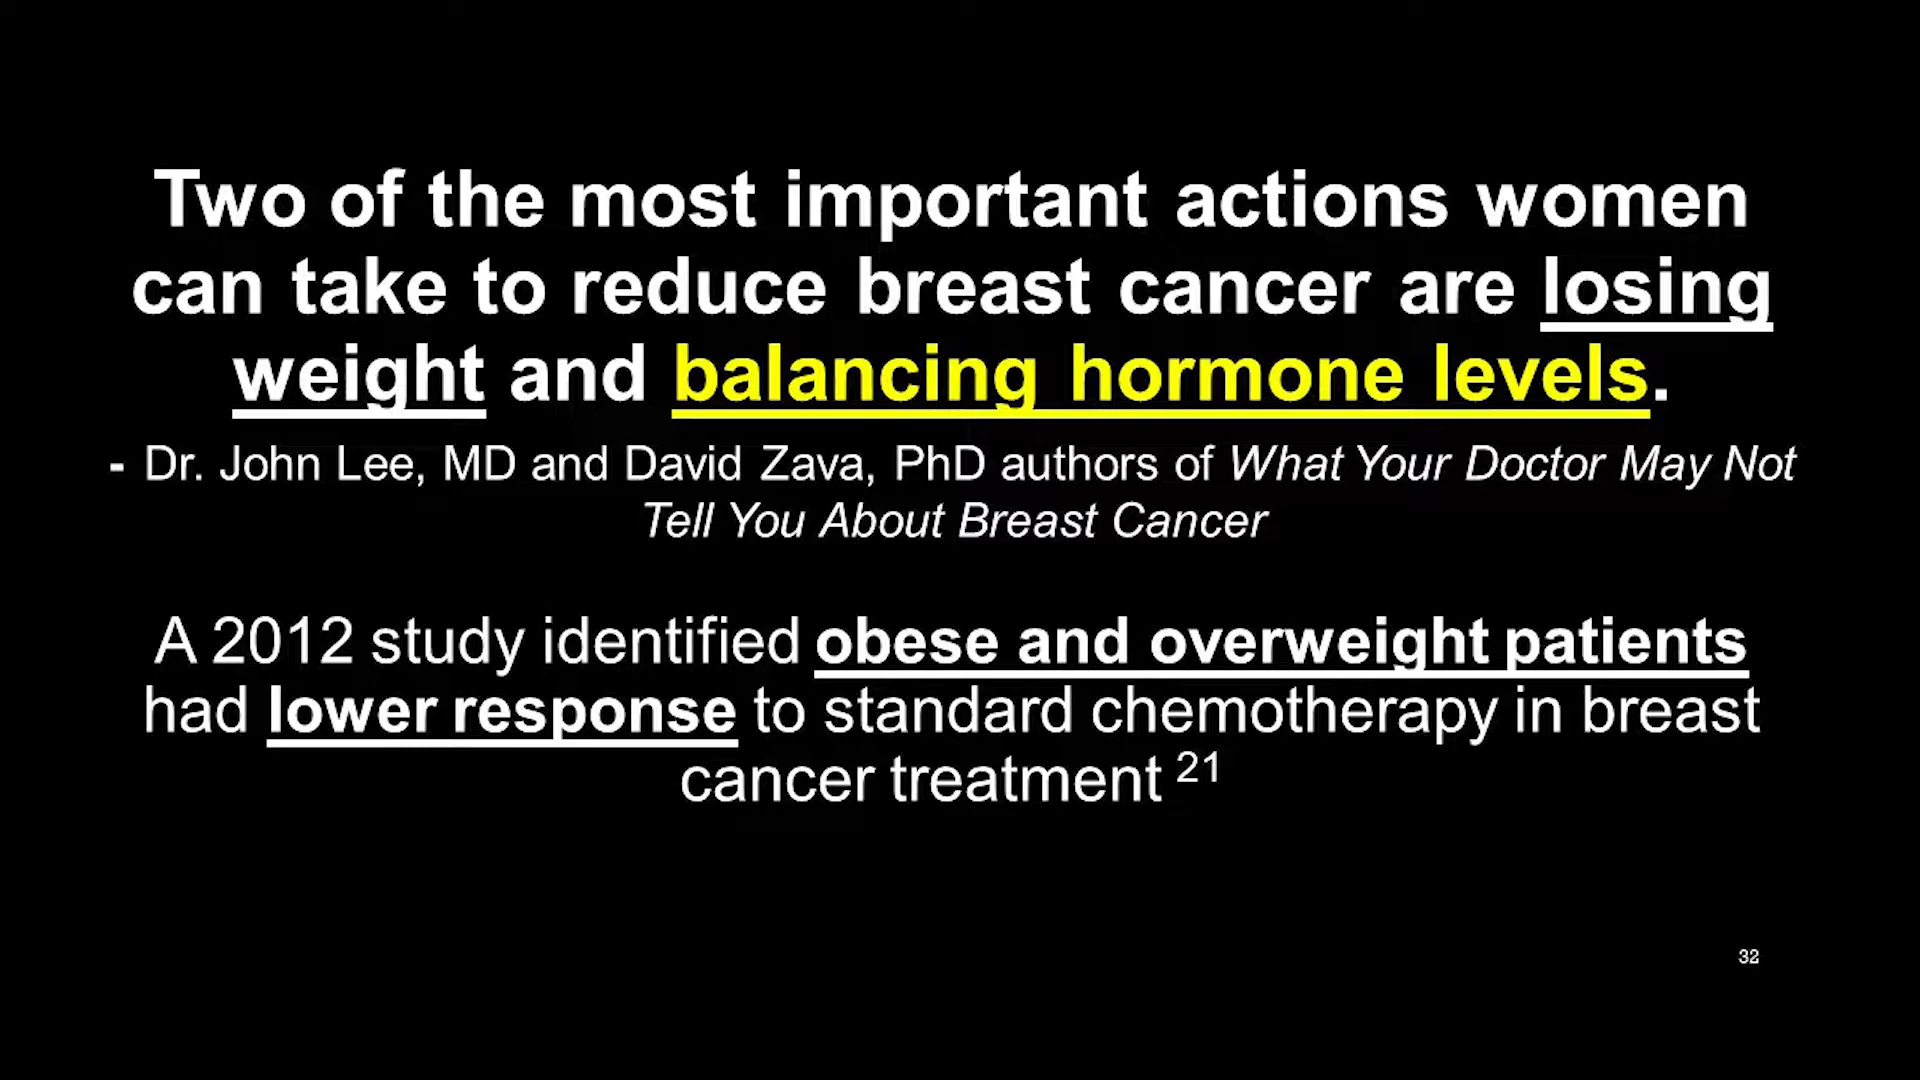 Two of the most important actions women
can take to reduce breast cancer are losing
weight and balancing hormone levels.
- Dr. John Lee, MD and David Zava, PhD authors of What Your Doctor May Not
Tell You About Breast Cancer
A 2012 study identified obese and overweight patients
had lower response to standard chemotherapy in breast
cancer treatment 21
32